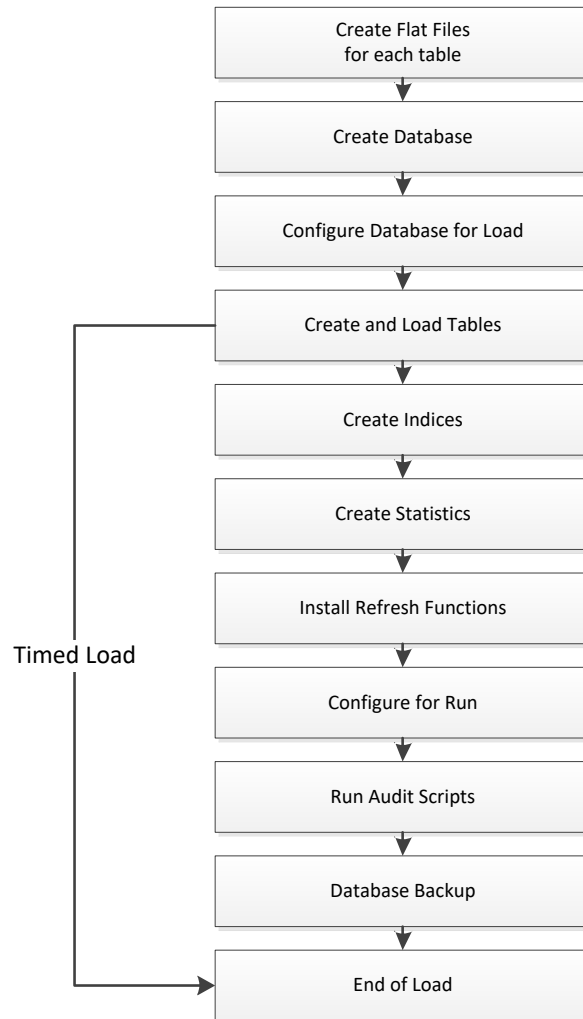 Create Flat Files
for each table
Create Database
Configure Database for Load
Create and Load Tables
Create Indices
Create Statistics
Install Refresh Functions
Timed Load
Configure for Run
Run Audit Scripts
Database Backup
End of Load